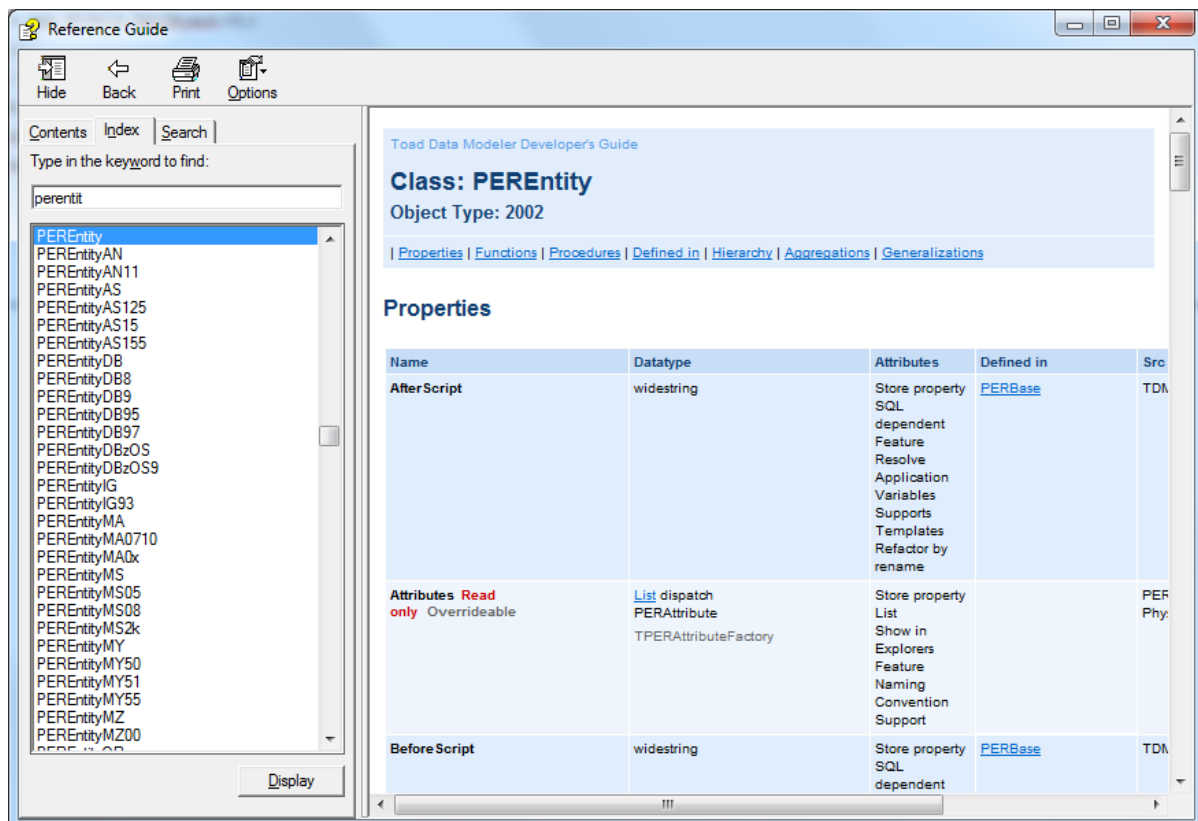 Reference Guide
Hide Back Print Options
Contents Index Search
Type in the keyword to find:
perentit
PEREntity
PEREntityAN
PEREntityAN11
PEREntityAS
PEREntityAS125
PEREntityAS15
PEREntityAS155
PEREntityDB
PEREntityDB8
PEREntityDB9
PEREntityDB95
PEREntityDB97
PEREntityDBzOS
PEREntityDBzOS9
PEREntityIG
PEREntityIG93
PEREntityMA
PEREntityMA0710
PEREntityMA0x
PEREntityMS
PEREntityMS05
PEREntityMS08
PEREntityMS2k
PEREntityMY
PEREntityMY50
PEREntityMY51
PEREntityMY55
PEREntityMZ
PEREntityMZ00
Display
Toad Data Modeler Developer's Guide
Class: PEREntity
Object Type: 2002
| Properties | Functions | Procedures | Defined in | Hierarchy | Aggregations | Generalizations
Properties
Name Datatype Attributes Defined in Src
AfterScript widestring Store property PERBase TDM
SQL
dependent
Feature
Resolve
Application
Variables
Supports
Templates
Refactor by
rename
Attributes Read List dispatch Store property PER
only Overrideable PERAttribute List Phy
TPERAttributeFactory Show in
Explorers
Feature
Naming
Convention
Support
BeforeScript widestring Store property PERBase TDM
SQL
dependent